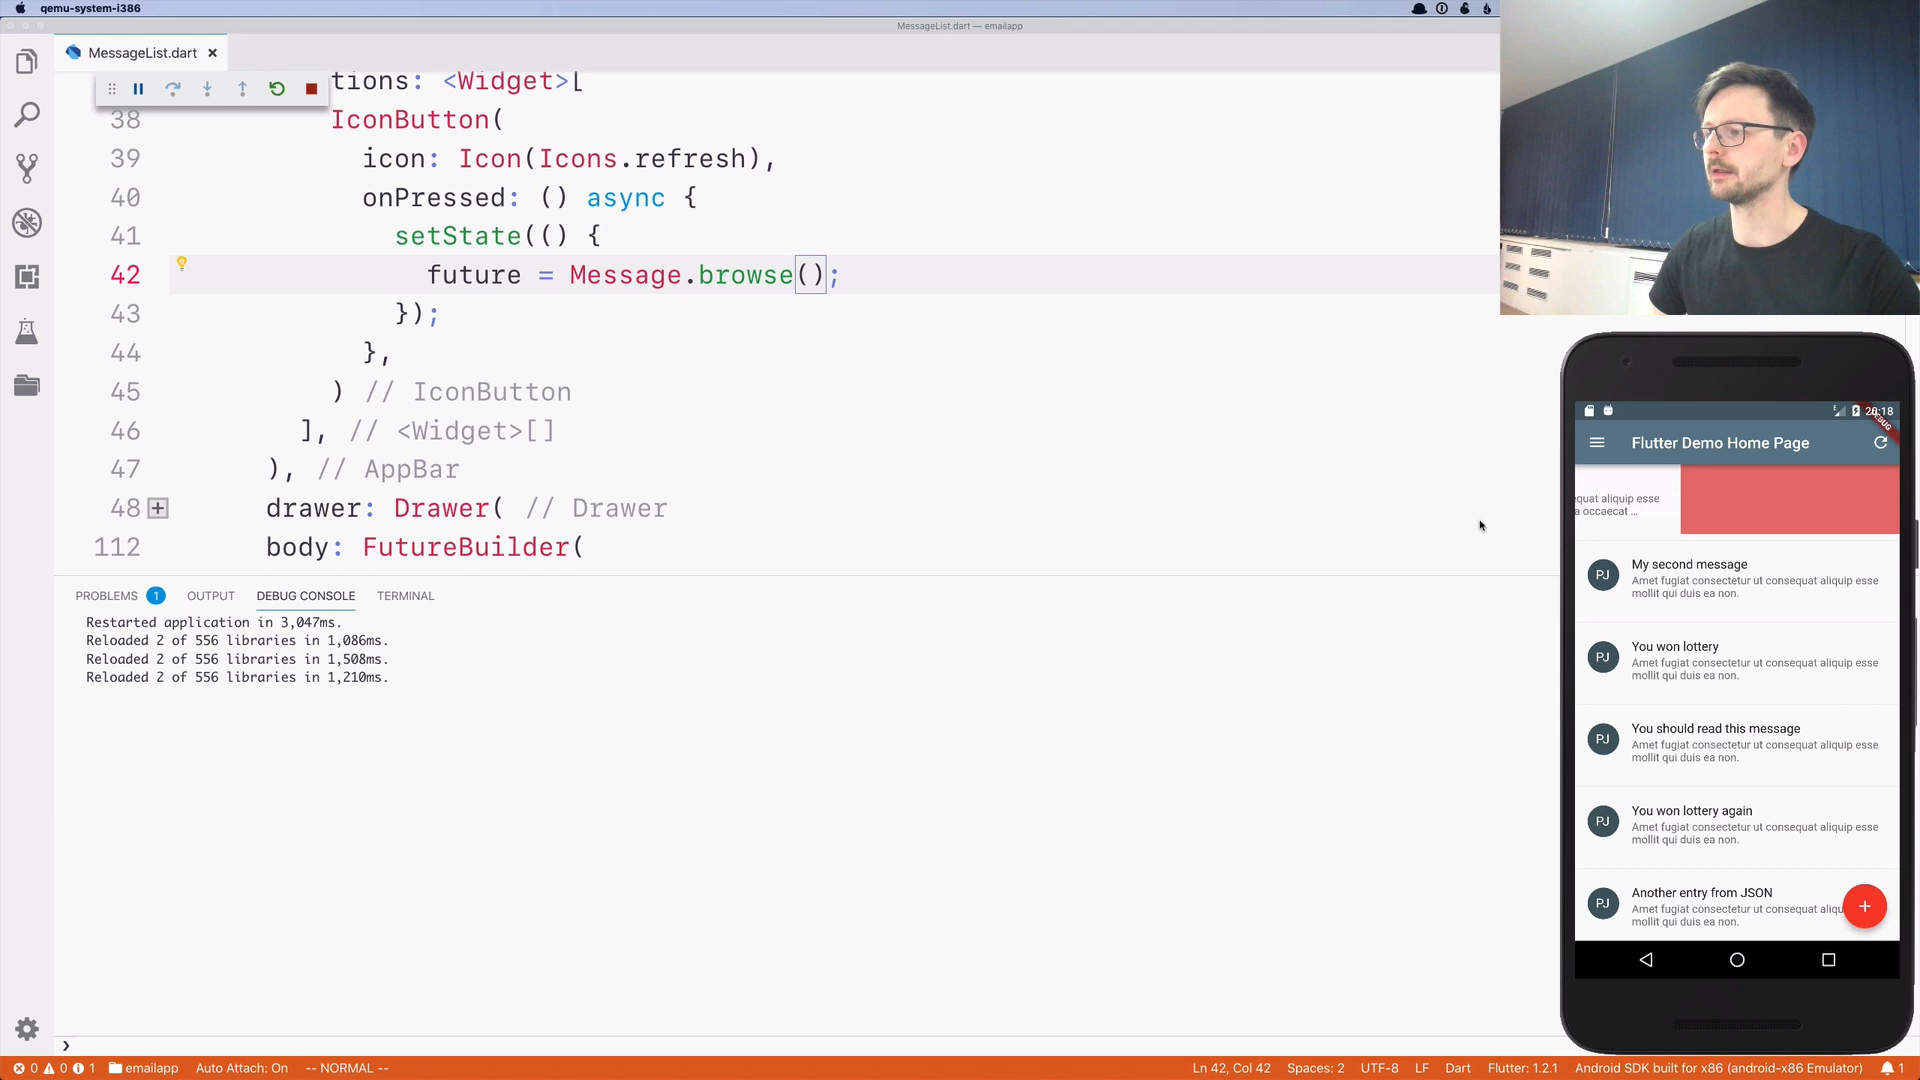 qemu-system-i386
MessageList.dart — emailapp
MessageList.dart
tions: <Widget>[
38 IconButton(
39 icon: Icon(Icons.refresh),
40 onPressed: () async {
41 setState(() {
42 future = Message.browse();
43 });
44 },
45 ) // IconButton
46 ], // <Widget>[]
47 ), // AppBar
48 drawer: Drawer( // Drawer
112 body: FutureBuilder(
PROBLEMS 1 OUTPUT DEBUG CONSOLE TERMINAL
Restarted application in 3,047ms.
Reloaded 2 of 556 libraries in 1,086ms.
Reloaded 2 of 556 libraries in 1,508ms.
Reloaded 2 of 556 libraries in 1,210ms.
0 0 1 emailapp Auto Attach: On -- NORMAL -- Ln 42, Col 42 Spaces: 2 UTF-8 LF Dart Flutter: 1.2.1 Android SDK built for x86 (android-x86 Emulator) 1
20:18
DEBUG
Flutter Demo Home Page
equat aliquip esse
a occaecat ...
PJ
My second message
Amet fugiat consectetur ut consequat aliquip esse
mollit qui duis ea non.
PJ
You won lottery
Amet fugiat consectetur ut consequat aliquip esse
mollit qui duis ea non.
PJ
You should read this message
Amet fugiat consectetur ut consequat aliquip esse
mollit qui duis ea non.
PJ
You won lottery again
Amet fugiat consectetur ut consequat aliquip esse
mollit qui duis ea non.
PJ
Another entry from JSON
Amet fugiat consectetur ut consequat aliqu
mollit qui duis ea non.